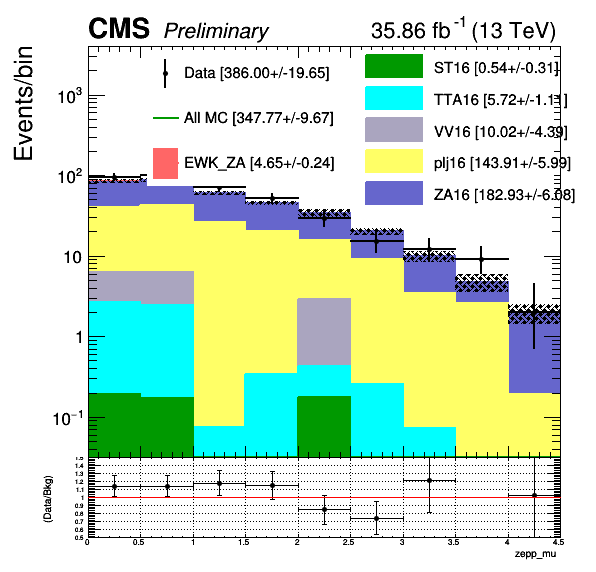 CMS Preliminary 35.86 fb⁻¹ (13 TeV)
Events/bin
Data [386.00+/-19.65]
All MC [347.77+/-9.67]
EWK_ZA [4.65+/-0.24]
ST16 [0.54+/-0.31]
TTA16 [5.72+/-1.11]
VV16 [10.02+/-4.39]
plj16 [143.91+/-5.99]
ZA16 [182.93+/-6.08]
10³
10²
10
1
10⁻¹
(Data/Bkg)
1.5
1.4
1.3
1.2
1.1
1
0.9
0.8
0.7
0.6
0.5
0 0.5 1 1.5 2 2.5 3 3.5 4 4.5
zepp_mu